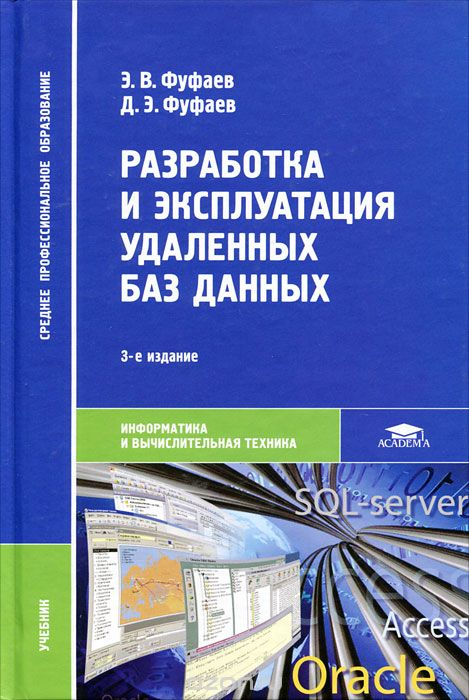 Э. В. Фуфаев
Д. Э. Фуфаев
РАЗРАБОТКА
И ЭКСПЛУАТАЦИЯ
УДАЛЕННЫХ
БАЗ ДАННЫХ
3-е издание
СРЕДНЕЕ ПРОФЕССИОНАЛЬНОЕ ОБРАЗОВАНИЕ
ИНФОРМАТИКА
И ВЫЧИСЛИТЕЛЬНАЯ ТЕХНИКА
ACADEMA
УЧЕБНИК
SQL-server
Access
Oracle